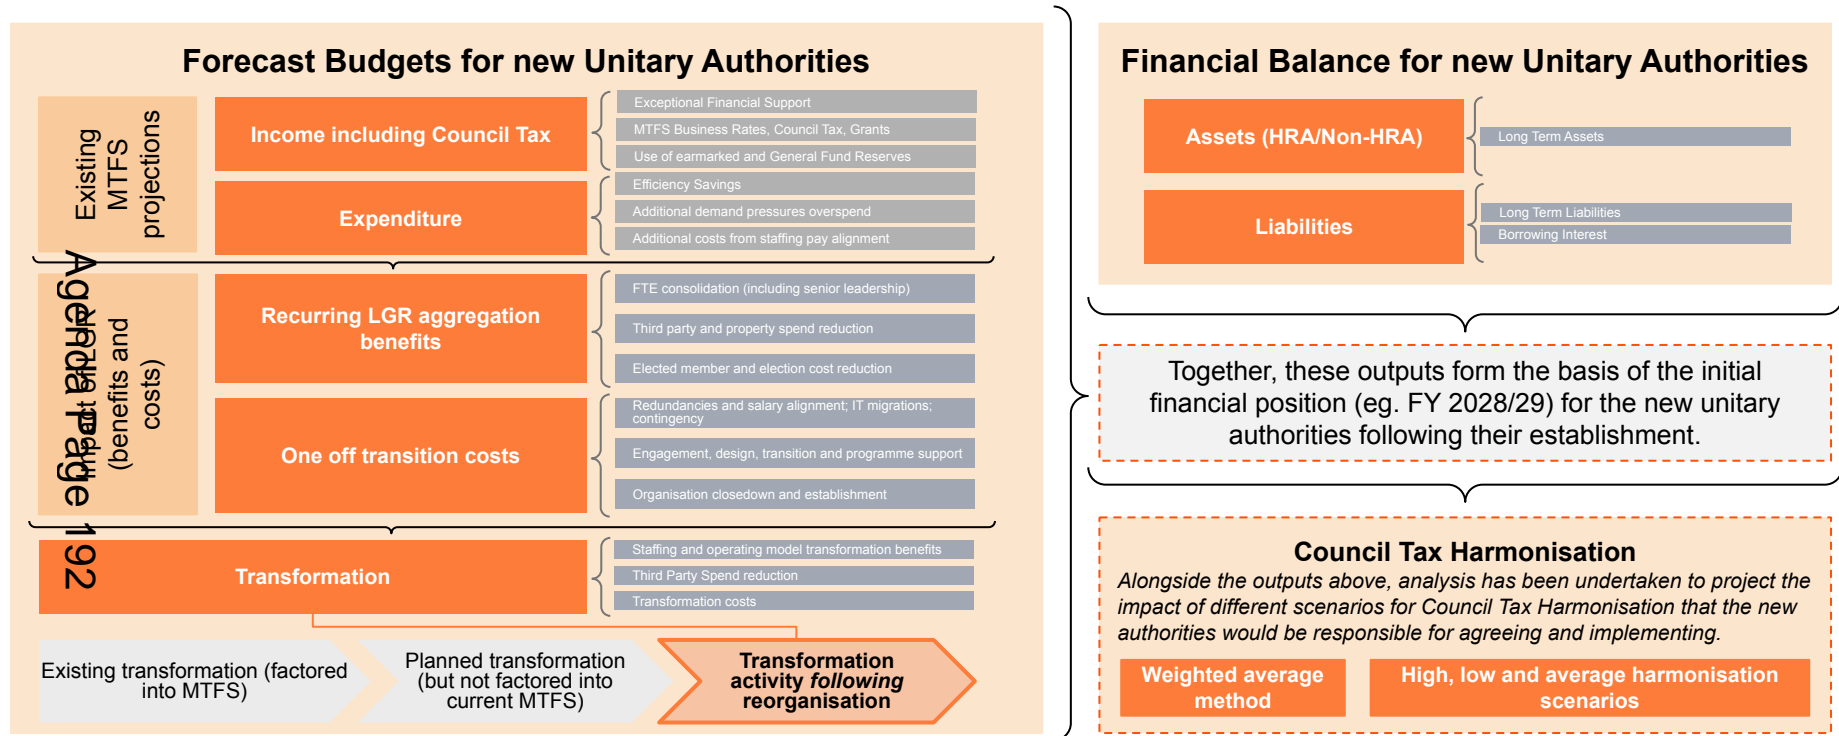 Forecast Budgets for new Unitary Authorities
Existing
MTFS
projections
Income including Council Tax
Exceptional Financial Support
MTFS Business Rates, Council Tax, Grants
Use of earmarked and General Fund Reserves
Expenditure
Efficiency Savings
Additional demand pressures overspend
Additional costs from staffing pay alignment
Agenda Page 192
Impact of LGR
(benefits and
costs)
Recurring LGR aggregation
benefits
FTE consolidation (including senior leadership)
Third party and property spend reduction
Elected member and election cost reduction
One off transition costs
Redundancies and salary alignment; IT migrations;
contingency
Engagement, design, transition and programme support
Organisation closedown and establishment
Transformation
Staffing and operating model transformation benefits
Third Party Spend reduction
Transformation costs
Existing transformation (factored
into MTFS)
Planned transformation
(but not factored into
current MTFS)
Transformation
activity following
reorganisation
Financial Balance for new Unitary Authorities
Assets (HRA/Non-HRA)
Long Term Assets
Liabilities
Long Term Liabilities
Borrowing Interest
Together, these outputs form the basis of the initial
financial position (eg. FY 2028/29) for the new unitary
authorities following their establishment.
Council Tax Harmonisation
Alongside the outputs above, analysis has been undertaken to project the
impact of different scenarios for Council Tax Harmonisation that the new
authorities would be responsible for agreeing and implementing.
Weighted average
method
High, low and average harmonisation
scenarios